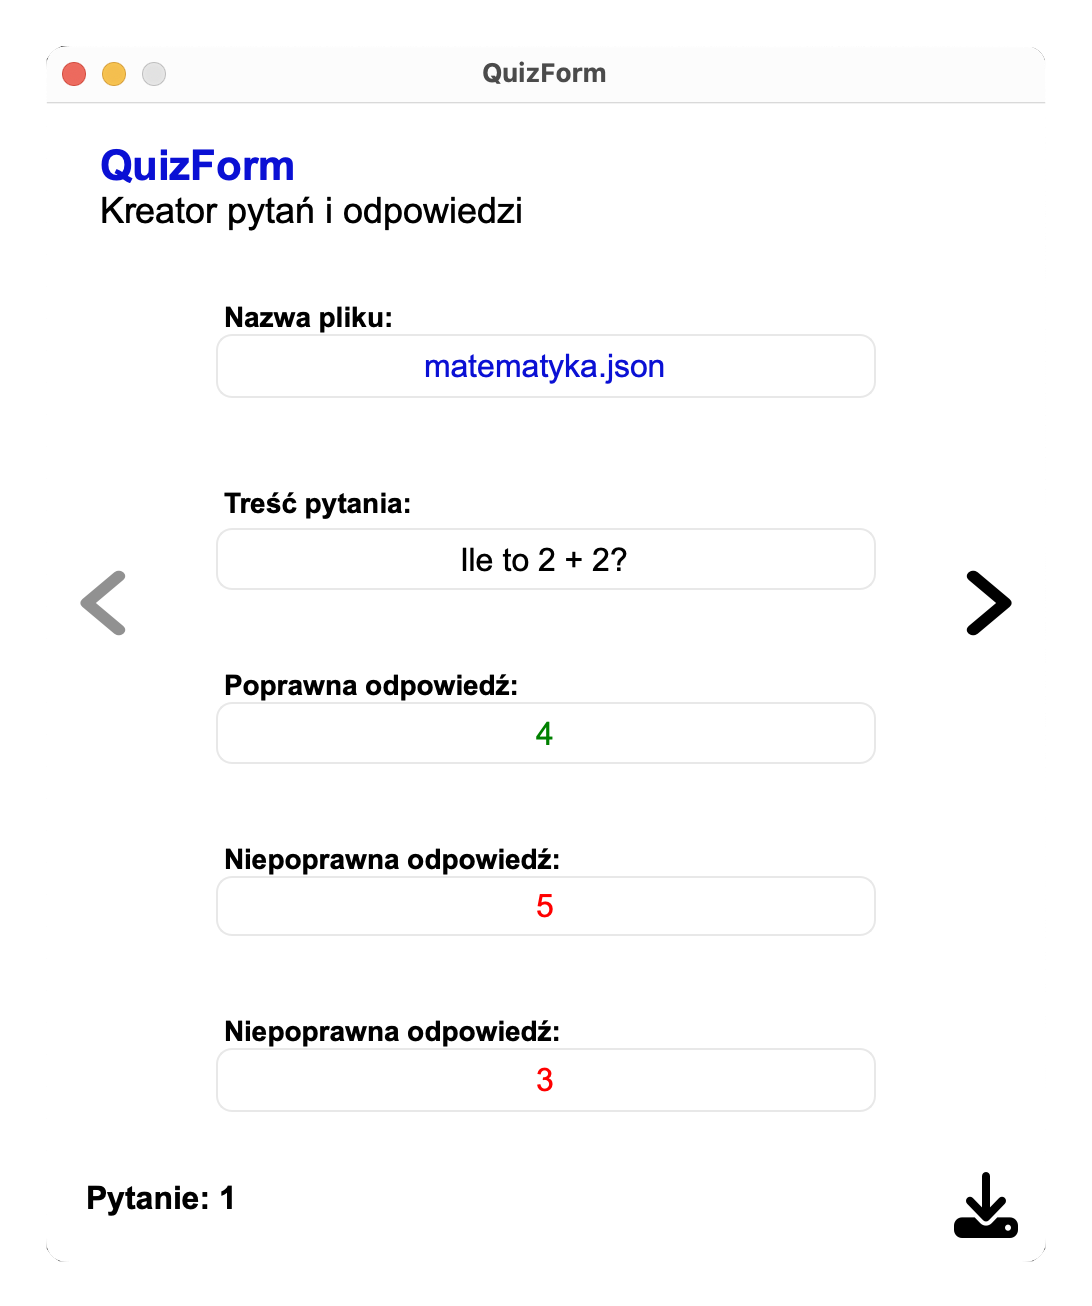 QuizForm
QuizForm
Kreator pytań i odpowiedzi
Nazwa pliku:
matematyka.json
Treść pytania:
Ile to 2 + 2?
Poprawna odpowiedź:
4
Niepoprawna odpowiedź:
5
Niepoprawna odpowiedź:
3
Pytanie: 1